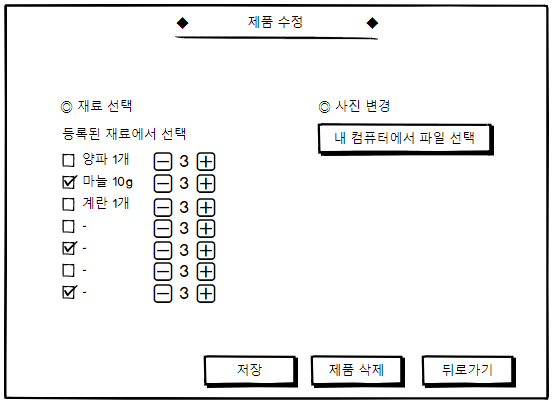 ◆ 제품 수정 ◆
◎ 재료 선택
◎ 사진 변경
등록된 재료에서 선택
내 컴퓨터에서 파일 선택
양파 1개 - 3 +
마늘 10g - 3 +
계란 1개 - 3 +
- - 3 +
- - 3 +
- - 3 +
- - 3 +
저장
제품 삭제
뒤로가기